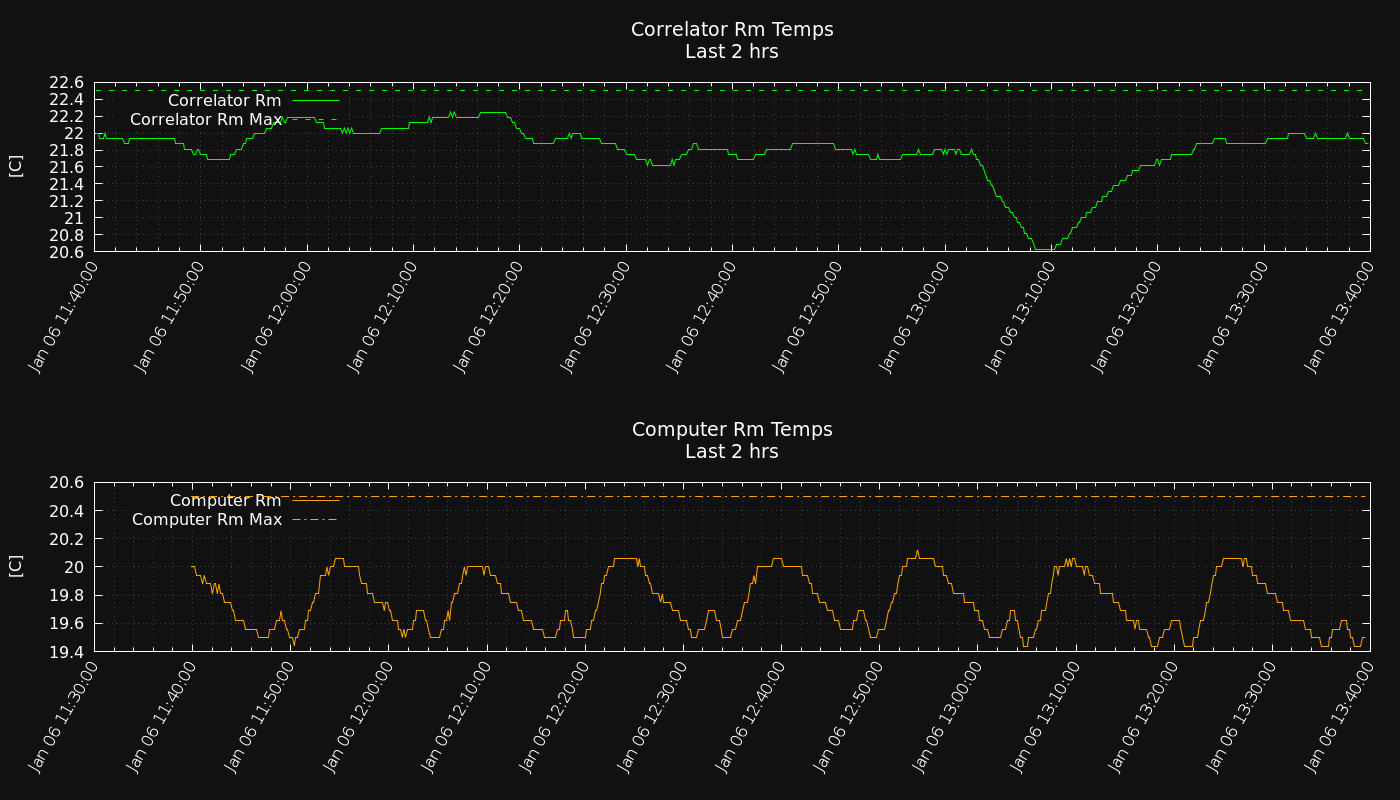 Correlator Rm Temps
Last 2 hrs
22.6
22.4
22.2
22
21.8
21.6
21.4
21.2
21
20.8
20.6
[C]
Correlator Rm
Correlator Rm Max
Jan 06 11:40:00
Jan 06 11:50:00
Jan 06 12:00:00
Jan 06 12:10:00
Jan 06 12:20:00
Jan 06 12:30:00
Jan 06 12:40:00
Jan 06 12:50:00
Jan 06 13:00:00
Jan 06 13:10:00
Jan 06 13:20:00
Jan 06 13:30:00
Jan 06 13:40:00
Computer Rm Temps
Last 2 hrs
20.6
20.4
20.2
20
19.8
19.6
19.4
[C]
Computer Rm
Computer Rm Max
Jan 06 11:30:00
Jan 06 11:40:00
Jan 06 11:50:00
Jan 06 12:00:00
Jan 06 12:10:00
Jan 06 12:20:00
Jan 06 12:30:00
Jan 06 12:40:00
Jan 06 12:50:00
Jan 06 13:00:00
Jan 06 13:10:00
Jan 06 13:20:00
Jan 06 13:30:00
Jan 06 13:40:00